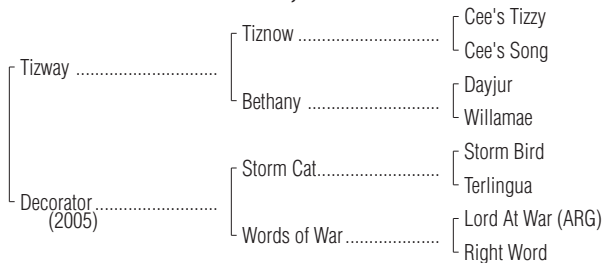 Cee's Tizzy
Tiznow ..................................
Cee's Song
Tizway ..................................
Dayjur
Bethany ................................
Willamae
Storm Bird
Storm Cat..............................
Terlingua
Decorator..............................
(2005)
Lord At War (ARG)
Words of War.......................
Right Word